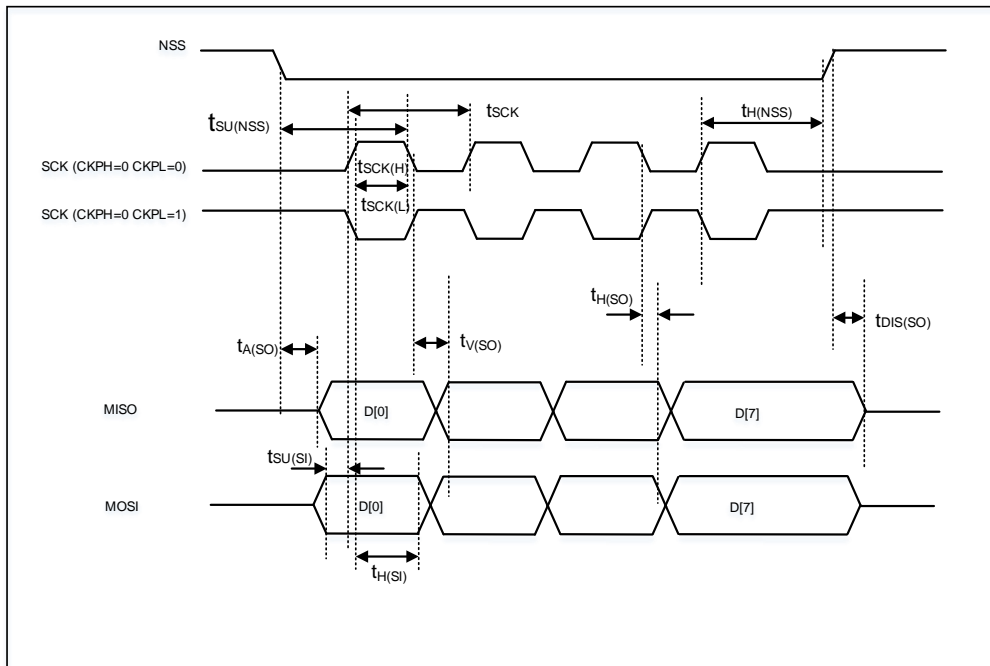 NSS
tSCK
tH(NSS)
tSU(NSS)
SCK (CKPH=0 CKPL=0)
tSCK(H)
tSCK(L)
SCK (CKPH=0 CKPL=1)
tH(SO)
tDIS(SO)
tV(SO)
tA(SO)
MISO
D[0]
D[7]
tSU(SI)
MOSI
D[0]
D[7]
tH(SI)